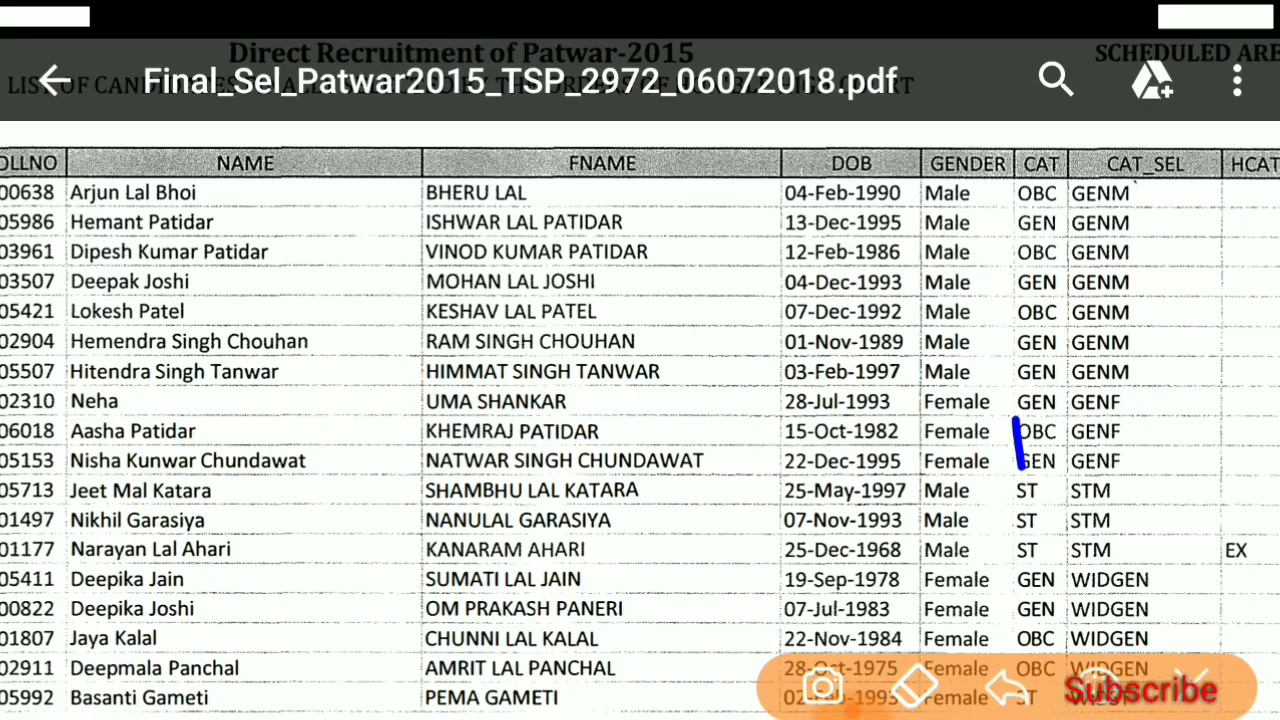 Direct Recruitment of Patwar-2015 SCHEDULED ARE
Final_Sel_Patwar2015_TSP_2972_06072018.pdf
LIST OF CANDIDATES
OLLNO NAME FNAME DOB GENDER CAT CAT_SEL HCAT
00638 Arjun Lal Bhoi BHERU LAL 04-Feb-1990 Male OBC GENM
05986 Hemant Patidar ISHWAR LAL PATIDAR 13-Dec-1995 Male GEN GENM
03961 Dipesh Kumar Patidar VINOD KUMAR PATIDAR 12-Feb-1986 Male OBC GENM
03507 Deepak Joshi MOHAN LAL JOSHI 04-Dec-1993 Male GEN GENM
05421 Lokesh Patel KESHAV LAL PATEL 07-Dec-1992 Male OBC GENM
02904 Hemendra Singh Chouhan RAM SINGH CHOUHAN 01-Nov-1989 Male GEN GENM
05507 Hitendra Singh Tanwar HIMMAT SINGH TANWAR 03-Feb-1997 Male GEN GENM
02310 Neha UMA SHANKAR 28-Jul-1993 Female GEN GENF
06018 Aasha Patidar KHEMRAJ PATIDAR 15-Oct-1982 Female OBC GENF
05153 Nisha Kunwar Chundawat NATWAR SINGH CHUNDAWAT 22-Dec-1995 Female GEN GENF
05713 Jeet Mal Katara SHAMBHU LAL KATARA 25-May-1997 Male ST STM
01497 Nikhil Garasiya NANULAL GARASIYA 07-Nov-1993 Male ST STM
01177 Narayan Lal Ahari KANARAM AHARI 25-Dec-1968 Male ST STM EX
05411 Deepika Jain SUMATI LAL JAIN 19-Sep-1978 Female GEN WIDGEN
00822 Deepika Joshi OM PRAKASH PANERI 07-Jul-1983 Female GEN WIDGEN
01807 Jaya Kalal CHUNNI LAL KALAL 22-Nov-1984 Female OBC WIDGEN
02911 Deepmala Panchal AMRIT LAL PANCHAL 28-Oct-1975 Female OBC WIDGEN
05992 Basanti Gameti PEMA GAMETI Female ST
Subscribe